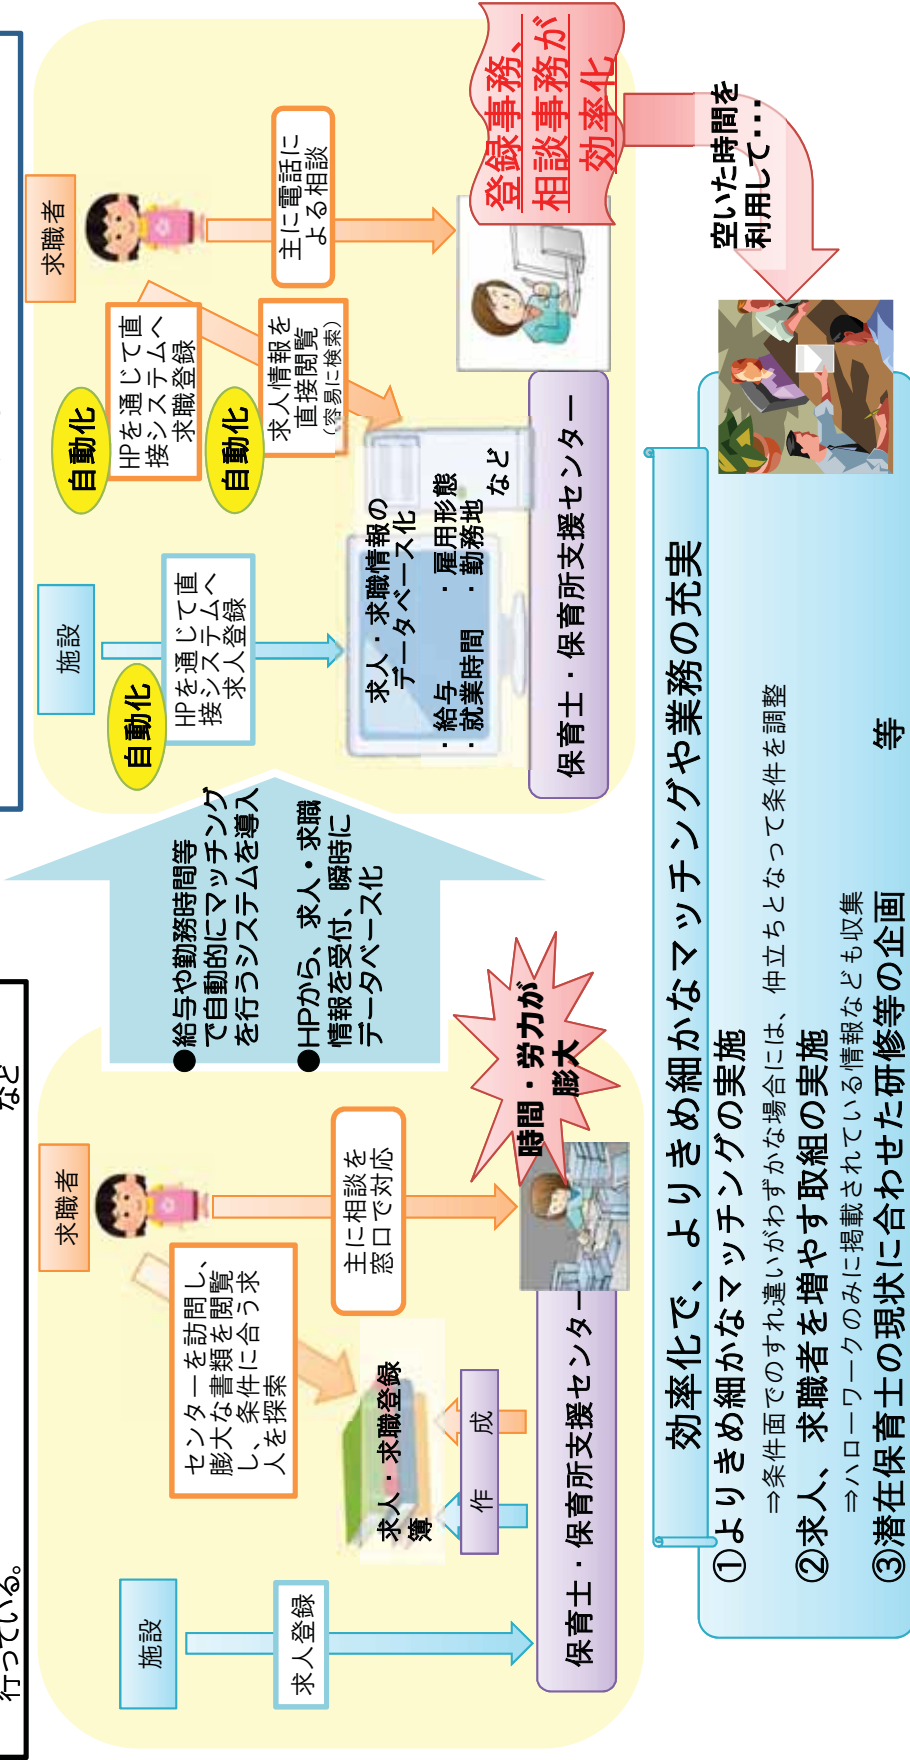 行っている。
など
施設
求人登録
求職者
センターを訪問し、
膨大な書類を閲覧
し、条件に合う求
人を探索
主に相談を
窓口で対応
求人・求職登録
簿
作成
時間・労力が
膨大
保育士・保育所支援センター
●給与や勤務時間等
で自動的にマッチング
を行うシステムを導入
●HPから、求人・求職
情報を受付、瞬時に
データベース化
施設
自動化
HPを通じて直
接システムへ
求人登録
求職者
自動化
HPを通じて直
接システムへ
求職登録
自動化
求人情報を
直接閲覧
(容易に検索)
主に電話に
よる相談
求人・求職情報の
データベース化
・給与 ・雇用形態
・就業時間 ・勤務地
など
保育士・保育所支援センター
登録事務、
相談事務が
効率化
空いた時間を
利用して・・・
効率化で、よりきめ細かなマッチングや業務の充実
①よりきめ細かなマッチングの実施
⇒条件面でのすれ違いがわずかな場合には、仲立ちとなって条件を調整
②求人、求職者を増やす取組の実施
⇒ハローワークのみに掲載されている情報なども収集
③潜在保育士の現状に合わせた研修等の企画 等